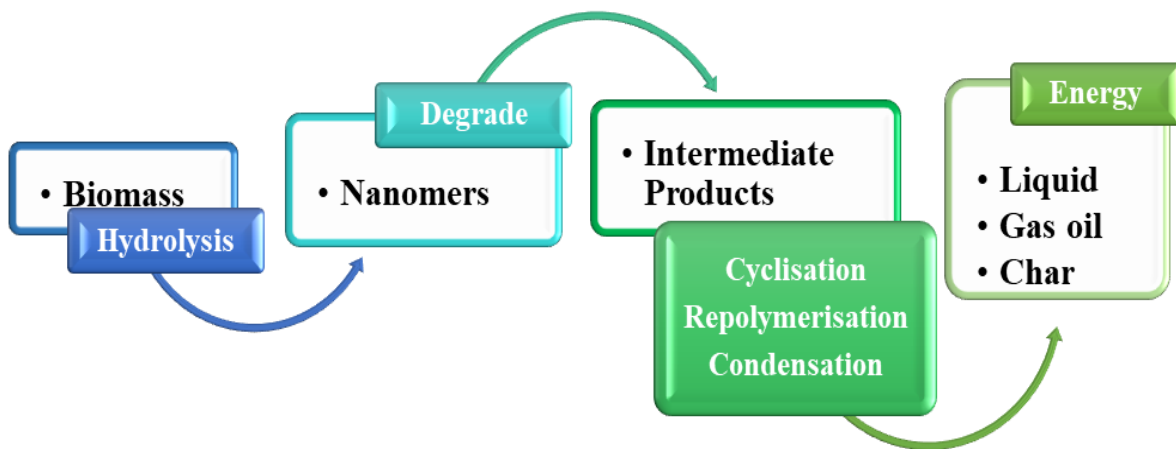 • Biomass
Hydrolysis
Degrade
• Nanomers
• Intermediate
Products
Cyclisation
Repolymerisation
Condensation
Energy
• Liquid
• Gas oil
• Char